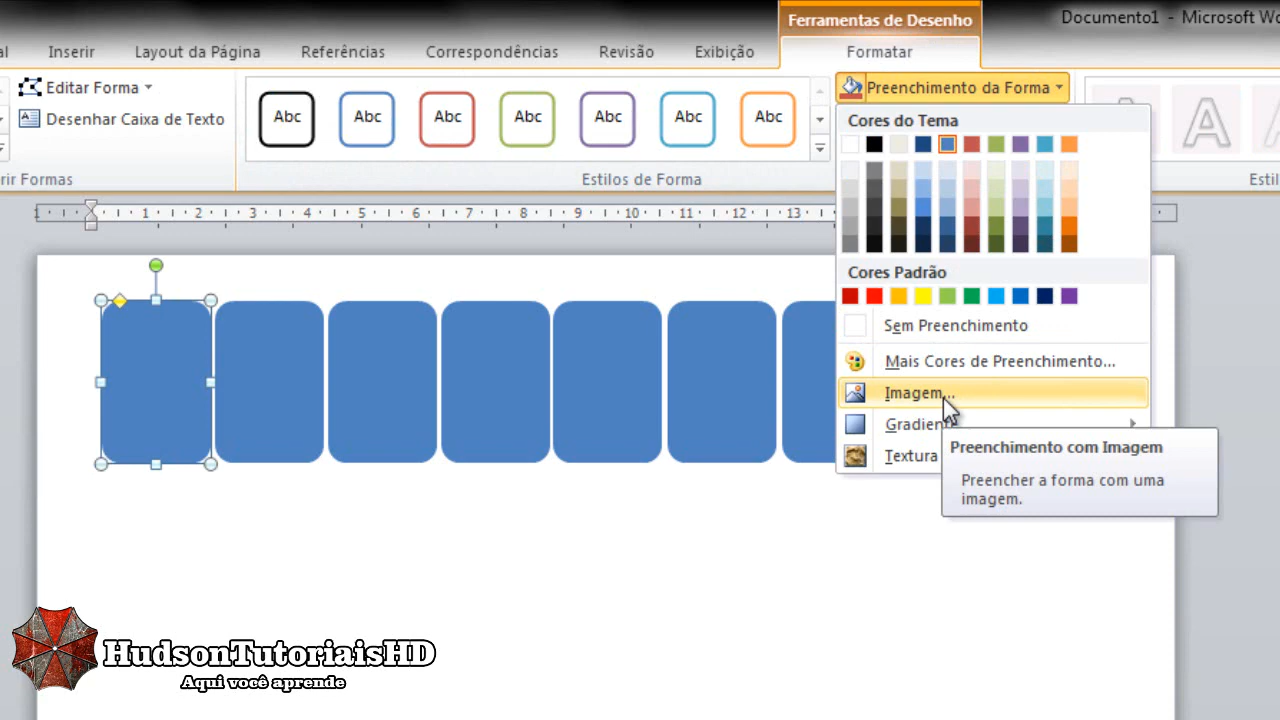 Ferramentas de Desenho
Documento1 - Microsoft Wo
al Inserir Layout da Página Referências Correspondências Revisão Exibição Formatar
Editar Forma
Desenhar Caixa de Texto
Abc Abc Abc Abc Abc Abc Abc
Preenchimento da Forma
A A
rir Formas
Estilos de Forma
Estil
1 1 2 3 4 5 6 7 8 9 10 11 12 13
Cores do Tema
Cores Padrão
Sem Preenchimento
Mais Cores de Preenchimento...
Imagem...
Gradien
Textura
Preenchimento com Imagem
Preencher a forma com uma
imagem.
HudsonTutoriaisHD
Aqui você aprende